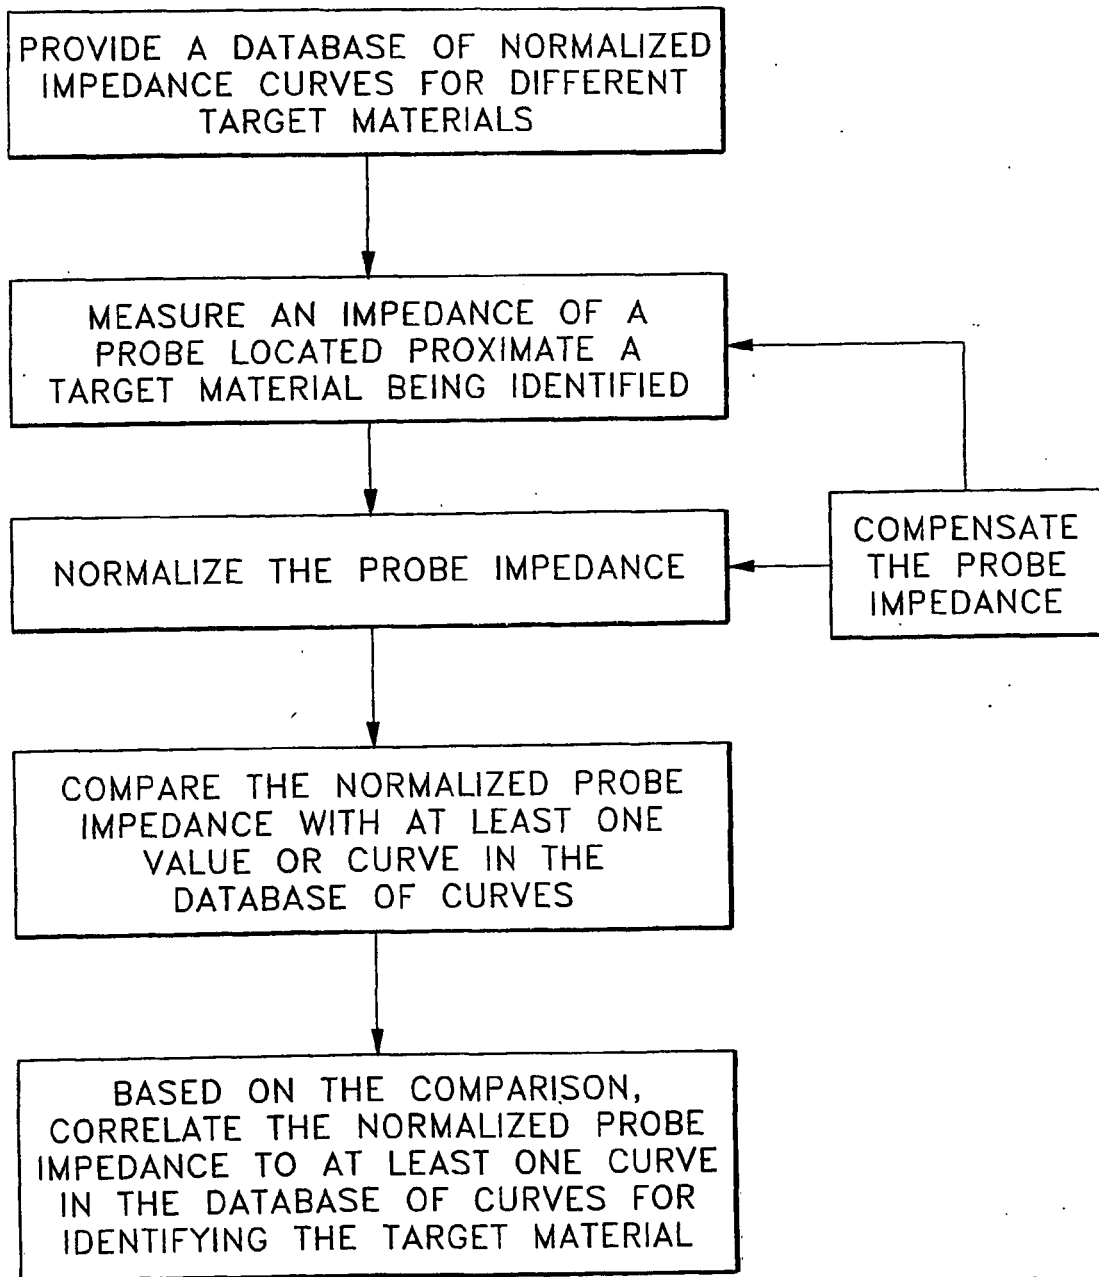 PROVIDE A DATABASE OF NORMALIZED
IMPEDANCE CURVES FOR DIFFERENT
TARGET MATERIALS
MEASURE AN IMPEDANCE OF A
PROBE LOCATED PROXIMATE A
TARGET MATERIAL BEING IDENTIFIED
NORMALIZE THE PROBE IMPEDANCE
COMPENSATE
THE PROBE
IMPEDANCE
COMPARE THE NORMALIZED PROBE
IMPEDANCE WITH AT LEAST ONE
VALUE OR CURVE IN THE
DATABASE OF CURVES
BASED ON THE COMPARISON,
CORRELATE THE NORMALIZED PROBE
IMPEDANCE TO AT LEAST ONE CURVE
IN THE DATABASE OF CURVES FOR
IDENTIFYING THE TARGET MATERIAL